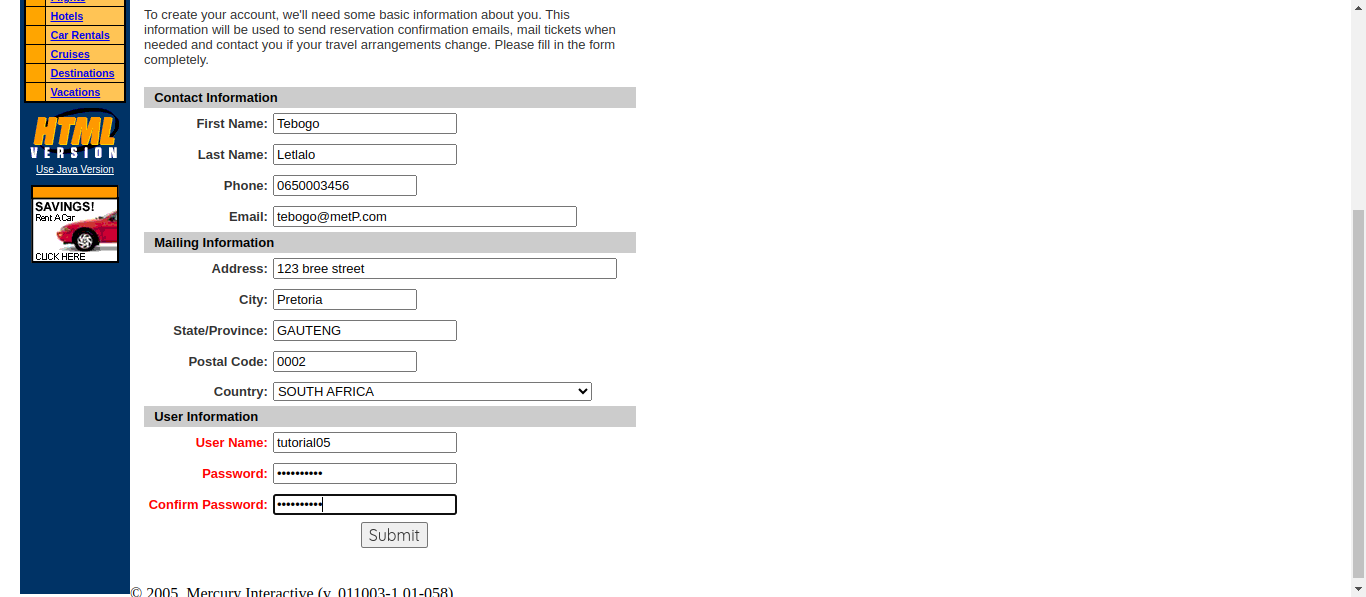 Hotels
Car Rentals
Cruises
Destinations
Vacations
HTML
VERSION
Use Java Version
SAVINGS!
Rent A Car
CLICK HERE
To create your account, we'll need some basic information about you. This
information will be used to send reservation confirmation emails, mail tickets when
needed and contact you if your travel arrangements change. Please fill in the form
completely.
Contact Information
First Name: Tebogo
Last Name: Letlalo
Phone: 0650003456
Email: tebogo@metP.com
Mailing Information
Address: 123 bree street
City: Pretoria
State/Province: GAUTENG
Postal Code: 0002
Country: SOUTH AFRICA
User Information
User Name: tutorial05
Password: ••••••••••
Confirm Password: ••••••••••
Submit
© 2005, Mercury Interactive (v. 011003-1.01-058)